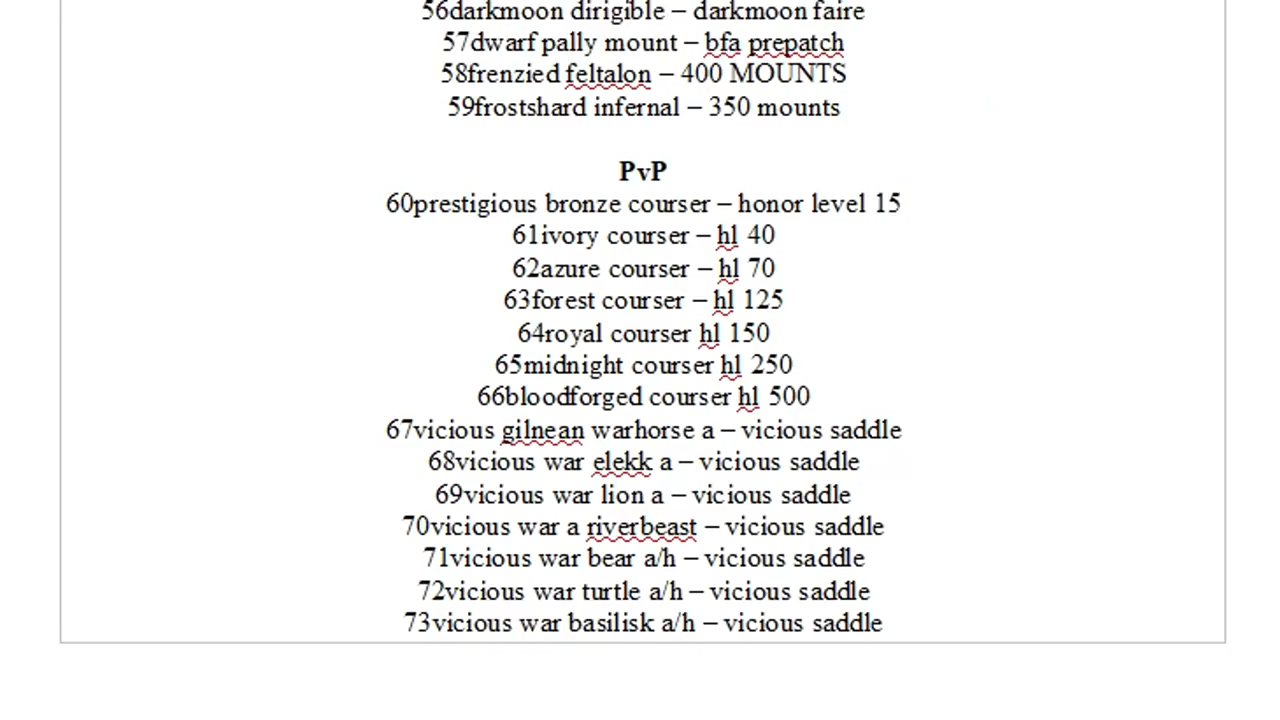 56darkmoon dirigible – darkmoon faire
57dwarf pally mount – bfa prepatch
58frenzied feltalon – 400 MOUNTS
59frostshard infernal – 350 mounts
PvP
60prestigious bronze courser – honor level 15
61ivory courser – hl 40
62azure courser – hl 70
63forest courser – hl 125
64royal courser hl 150
65midnight courser hl 250
66bloodforged courser hl 500
67vicious gilnean warhorse a – vicious saddle
68vicious war elekk a – vicious saddle
69vicious war lion a – vicious saddle
70vicious war a riverbeast – vicious saddle
71vicious war bear a/h – vicious saddle
72vicious war turtle a/h – vicious saddle
73vicious war basilisk a/h – vicious saddle